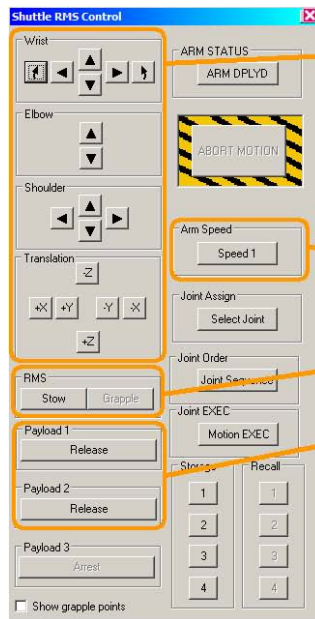 Shuttle RMS Control
Wrist
Elbow
Shoulder
Translation
-Z
+X
+Y
-Y
-X
+Z
RMS
Stow
Grapple
Payload 1
Release
Payload 2
Release
Payload 3
Arrest
Show grapple points
ARM STATUS
ARM DPLYD
ABORT MOTION
Arm Speed
Speed 1
Joint Assign
Select Joint
Joint Order
Joint Sequence
Joint EXEC
Motion EXEC
Storage
Recall
1
1
2
2
3
3
4
4